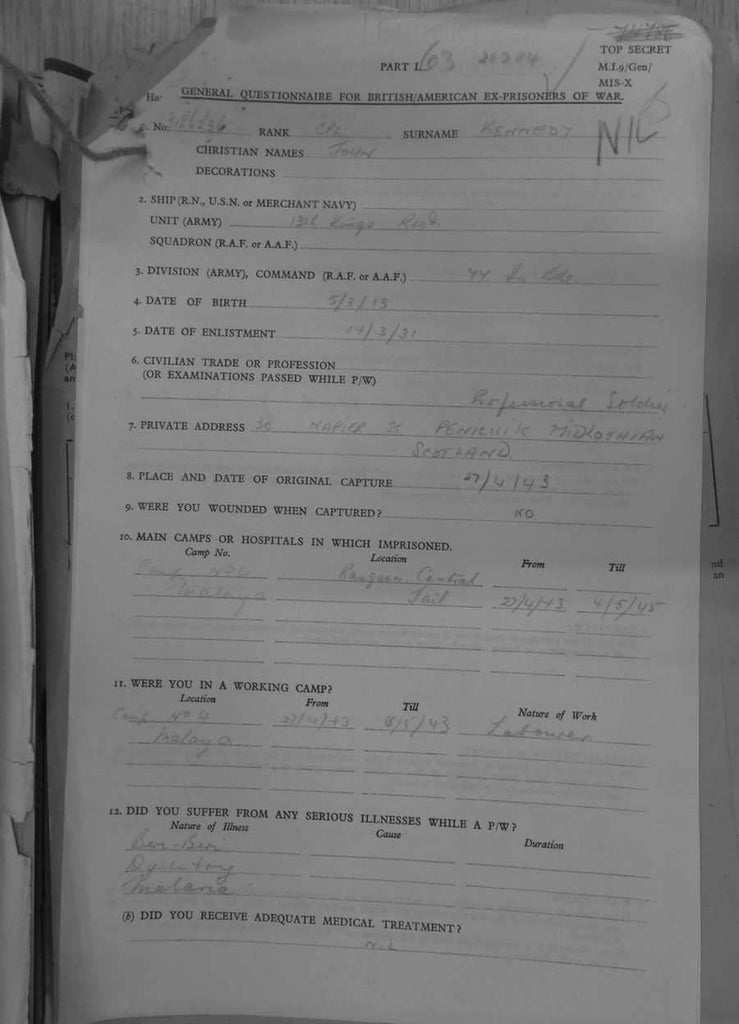 TOP SECRET
PART I. 63
M.I.9/Gen/
MIS-X
GENERAL QUESTIONNAIRE FOR BRITISH/AMERICAN EX-PRISONERS OF WAR.
NIL
No. RANK CPL SURNAME KENNEDY
CHRISTIAN NAMES JOHN
DECORATIONS
2. SHIP (R.N., U.S.N. or MERCHANT NAVY)
UNIT (ARMY) 13th Kings
SQUADRON (R.A.F. or A.A.F.)
3. DIVISION (ARMY), COMMAND (R.A.F. or A.A.F.)
4. DATE OF BIRTH 5/3/13
5. DATE OF ENLISTMENT 14/3/31
6. CIVILIAN TRADE OR PROFESSION
(OR EXAMINATIONS PASSED WHILE P/W)
Professional Soldier
7. PRIVATE ADDRESS NAPIER St PENICUIK MIDLOTHIAN
SCOTLAND
8. PLACE AND DATE OF ORIGINAL CAPTURE 27/4/43
9. WERE YOU WOUNDED WHEN CAPTURED? NO
10. MAIN CAMPS OR HOSPITALS IN WHICH IMPRISONED.
Camp No. Location From Till
Camp No 4 Rangoon Central
Malaya Jail 27/4/43 4/5/45
11. WERE YOU IN A WORKING CAMP?
Location From Till Nature of Work
Camp No 4 27/4/43 /5/43 Labourer
Malaya
12. DID YOU SUFFER FROM ANY SERIOUS ILLNESSES WHILE A P/W?
Nature of Illness Cause Duration
Beri-Beri
Dysentery
Malaria
(b) DID YOU RECEIVE ADEQUATE MEDICAL TREATMENT?
NIL